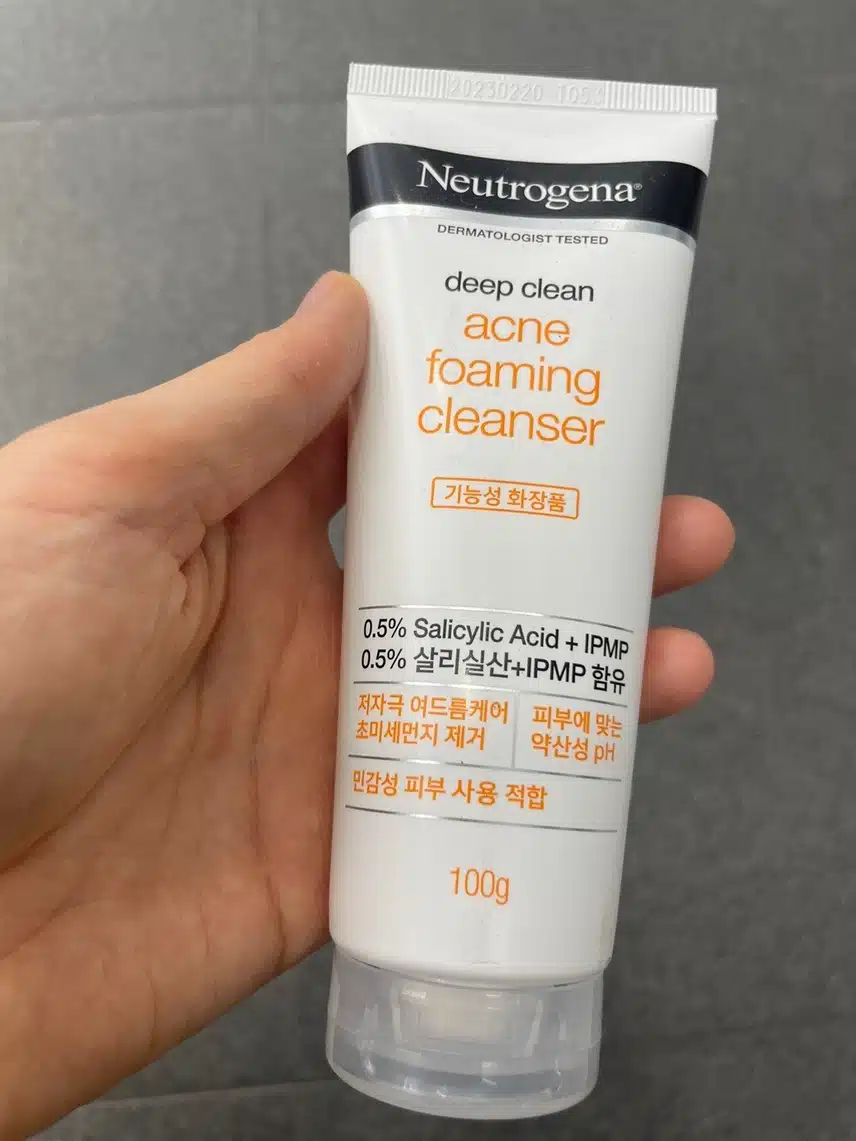 20230220 1053
Neutrogena®
DERMATOLOGIST TESTED
deep clean
acne
foaming
cleanser
기능성 화장품
0.5% Salicylic Acid + IPMP
0.5% 살리실산+IPMP 함유
저자극 여드름케어
초미세먼지 제거
피부에 맞는
약산성 pH
민감성 피부 사용 적합
100g